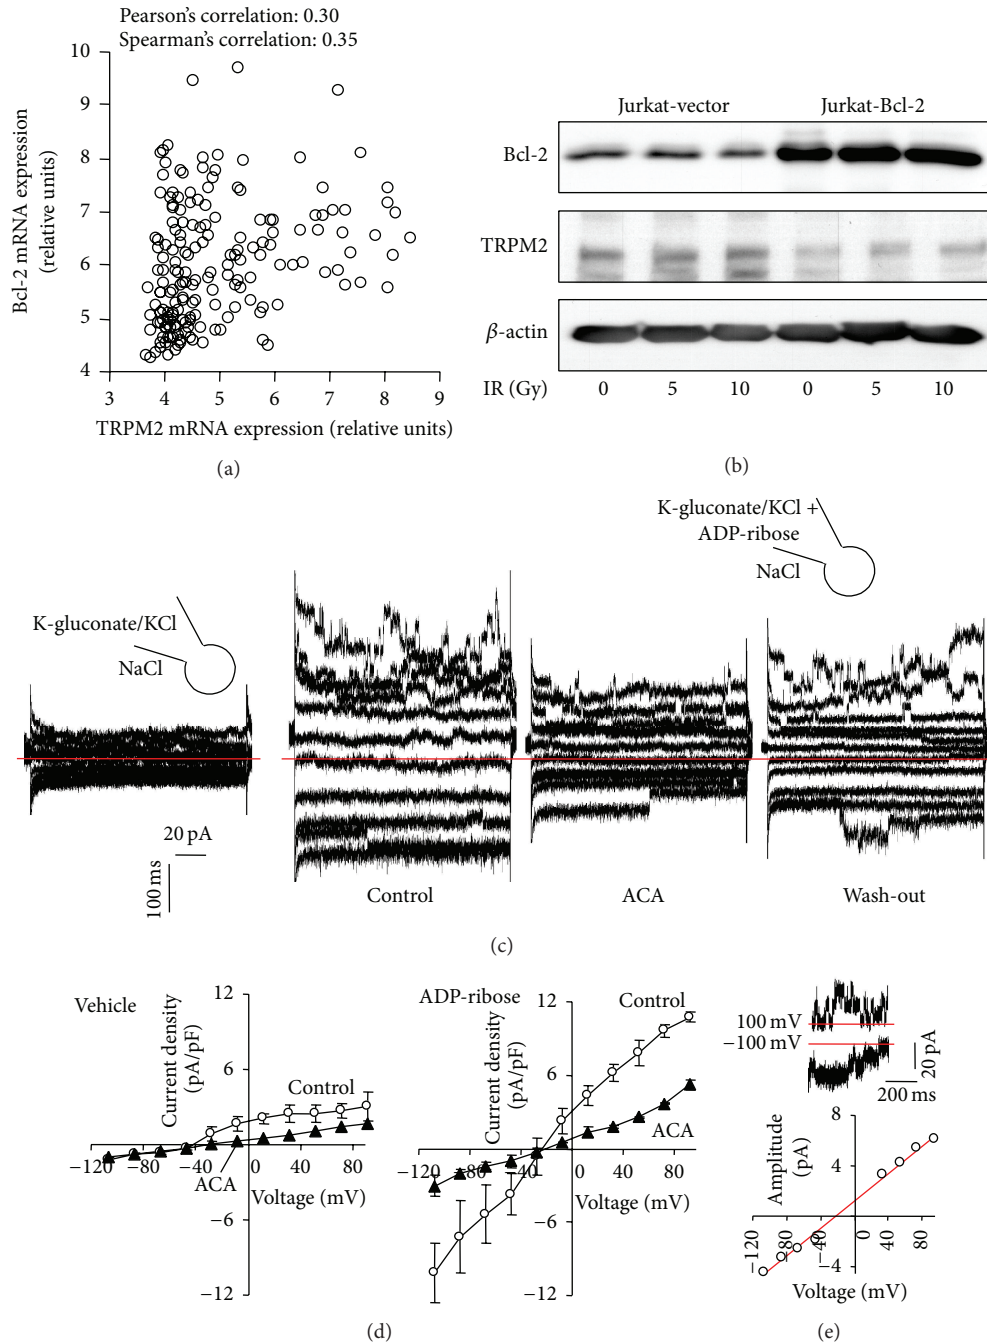 Pearson's correlation: 0.30
Spearman's correlation: 0.35
10
9
8
7
6
5
4
Bcl-2 mRNA expression
(relative units)
3 4 5 6 7 8 9
TRPM2 mRNA expression (relative units)
(a)
Jurkat-vector Jurkat-Bcl-2
Bcl-2
TRPM2
β-actin
IR (Gy) 0 5 10 0 5 10
(b)
K-gluconate/KCl
NaCl
K-gluconate/KCl +
ADP-ribose
NaCl
20 pA
100 ms
Control
ACA
Wash-out
(c)
Vehicle
12
6
−6
−12
Current density
(pA/pF)
Control
ACA
−120 −80 −40 0 40 80
Voltage (mV)
ADP-ribose
12
6
−6
−12
Current density
(pA/pF)
Control
ACA
−120 −80 −40 0 40 80
Voltage (mV)
(d)
100 mV
−100 mV
20 pA
200 ms
8
4
−4
Amplitude
(pA)
−120 −80 −40 0 40 80
Voltage (mV)
(e)